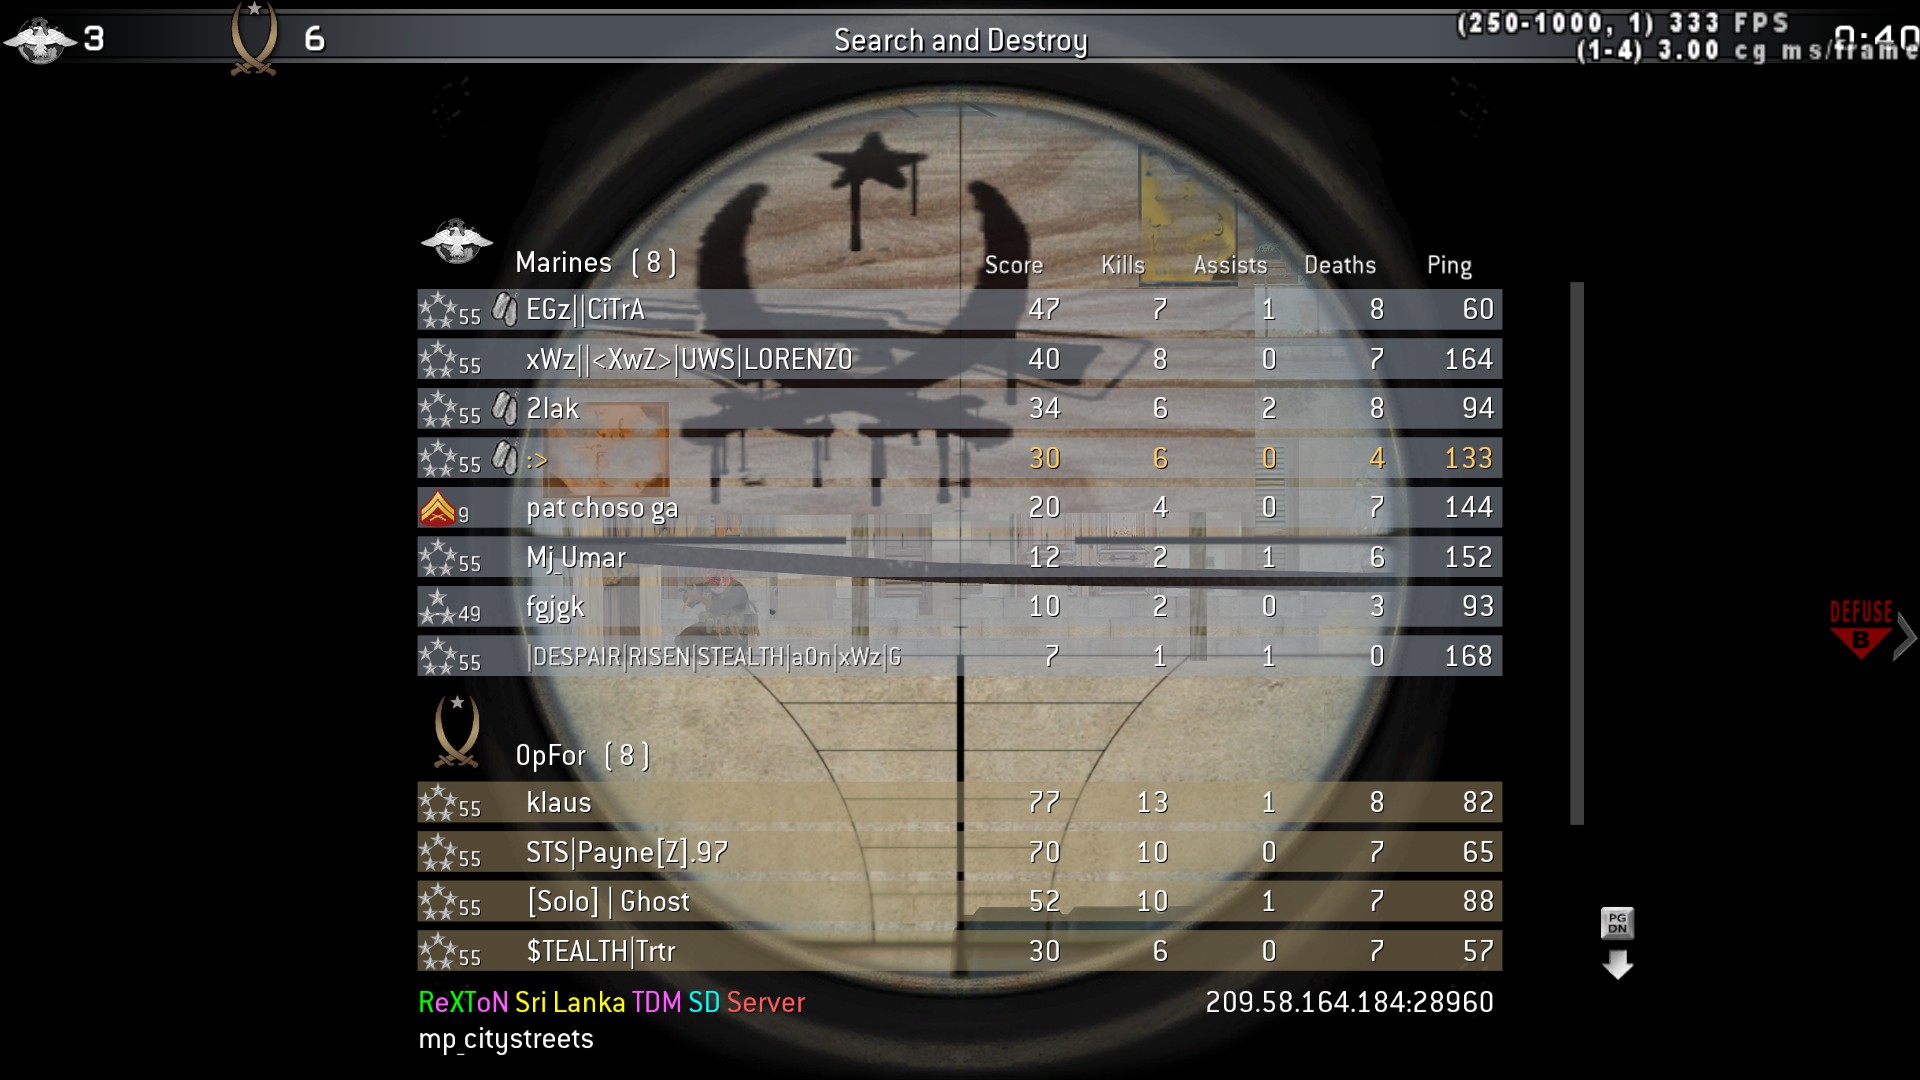 3 6 Search and Destroy (250-1000, 1) 333 FPS 0:40
(1-4) 3.00 cg ms/frame
Marines (8) Score Kills Assists Deaths Ping
55 EGz||CiTrA 47 7 1 8 60
55 xWz||<XwZ>|UWS|LORENZO 40 8 0 7 164
55 2lak 34 6 2 8 94
55 :> 30 6 0 4 133
9 pat choso ga 20 4 0 7 144
55 Mj_Umar 12 2 1 6 152
49 fgjgk 10 2 0 3 93
DEFUSE
B
55 |DESPAIR|RISEN|STEALTH|a0n|xWz|G 7 1 1 0 168
OpFor (8)
55 klaus 77 13 1 8 82
55 STS|Payne[Z].97 70 10 0 7 65
55 [Solo] | Ghost 52 10 1 7 88
PG
DN
55 $TEALTH|Trtr 30 6 0 7 57
ReXToN Sri Lanka TDM SD Server 209.58.164.184:28960
mp_citystreets